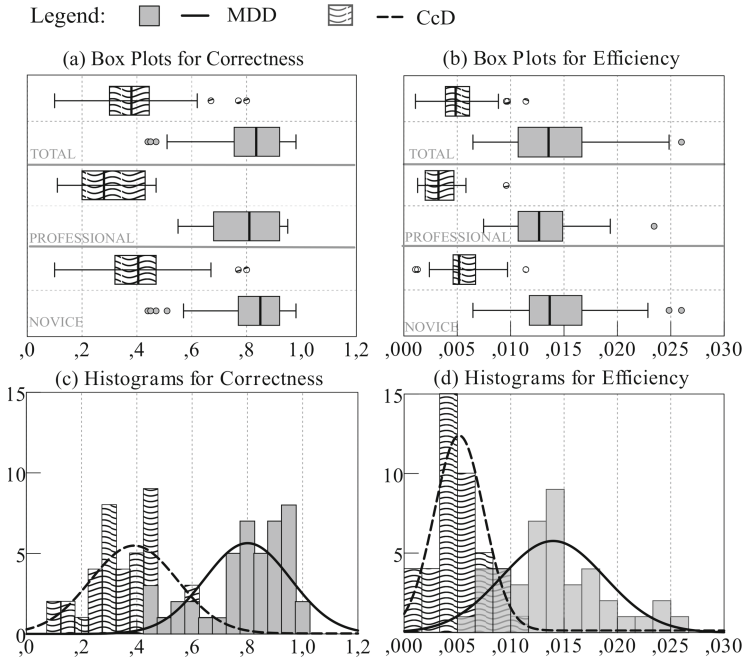 Legend: MDD CcD
(a) Box Plots for Correctness (b) Box Plots for Efficiency
TOTAL TOTAL
PROFESSIONAL PROFESSIONAL
NOVICE NOVICE
,0 ,2 ,4 ,6 ,8 1,0 1,2 ,000 ,005 ,010 ,015 ,020 ,025 ,030
(c) Histograms for Correctness (d) Histograms for Efficiency
15 15
10 10
5 5
0 0
,0 ,2 ,4 ,6 ,8 1,0 1,2 ,000 ,005 ,010 ,015 ,020 ,025 ,030